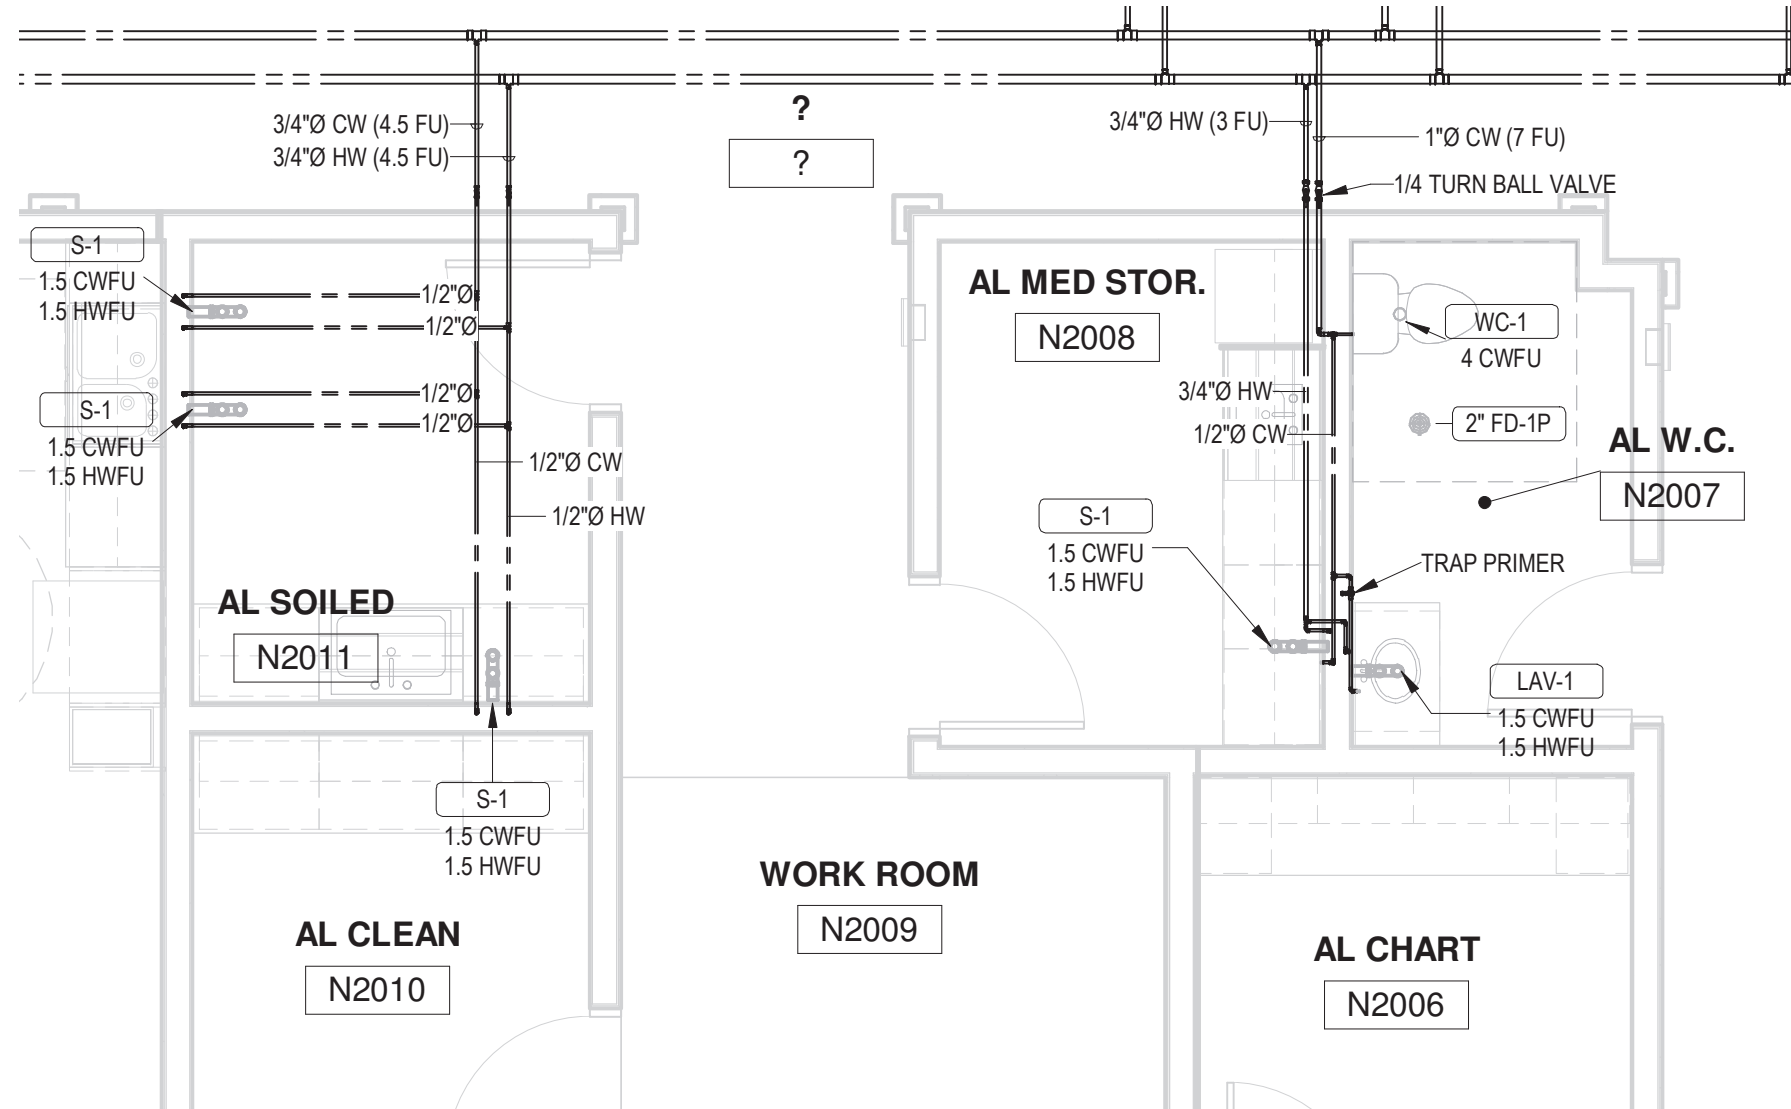 3/4"Ø CW (4.5 FU)
3/4"Ø HW (4.5 FU)
?
?
3/4"Ø HW (3 FU)
1"Ø CW (7 FU)
1/4 TURN BALL VALVE
S-1
1.5 CWFU
1.5 HWFU
1/2"Ø
1/2"Ø
S-1
1.5 CWFU
1.5 HWFU
1/2"Ø
1/2"Ø
1/2"Ø CW
1/2"Ø HW
AL MED STOR.
N2008
WC-1
4 CWFU
3/4"Ø HW
1/2"Ø CW
2" FD-1P
AL W.C.
N2007
S-1
1.5 CWFU
1.5 HWFU
TRAP PRIMER
AL SOILED
N2011
LAV-1
1.5 CWFU
1.5 HWFU
S-1
1.5 CWFU
1.5 HWFU
WORK ROOM
N2009
AL CLEAN
N2010
AL CHART
N2006